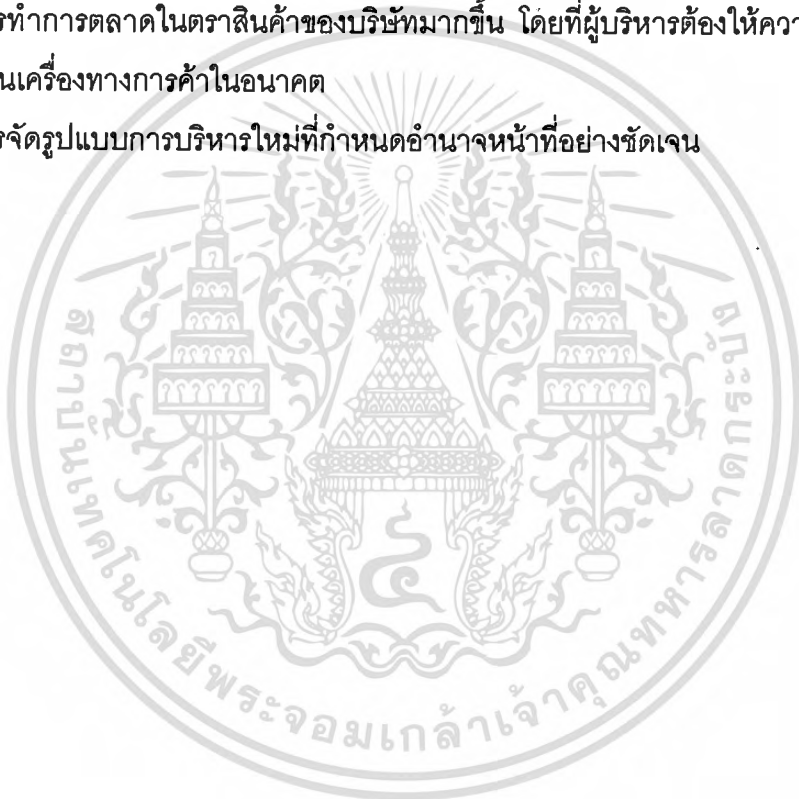 รทำการตลาดในตราสินค้าของบริษัทมากขึ้น โดยที่ผู้บริหารต้องให้ควา
นเครื่องทางการค้าในอนาคต
รจัดรูปแบบการบริหารใหม่ที่กำหนดอำนาจหน้าที่อย่างชัดเจน
สถาบันเทคโนโลยีพระจอมเกล้าเจ้าคุณทหารลาดกระบัง